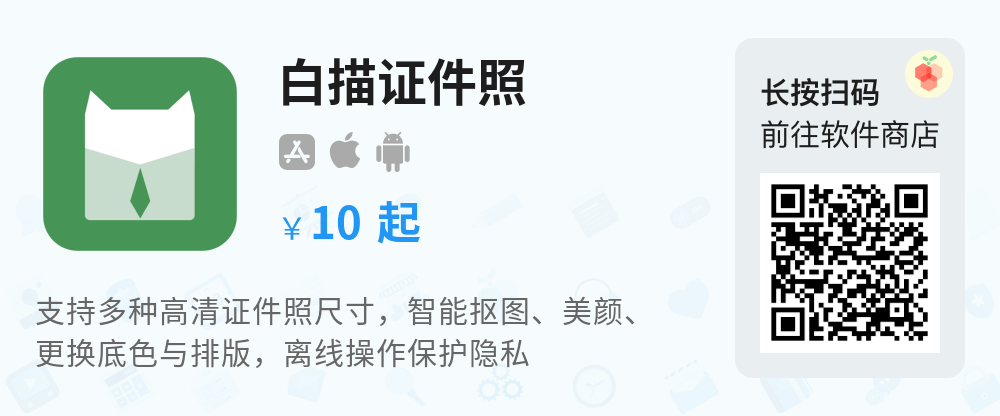 白描证件照
¥ 10 起
支持多种高清证件照尺寸，智能抠图、美颜、
更换底色与排版，离线操作保护隐私
长按扫码
前往软件商店